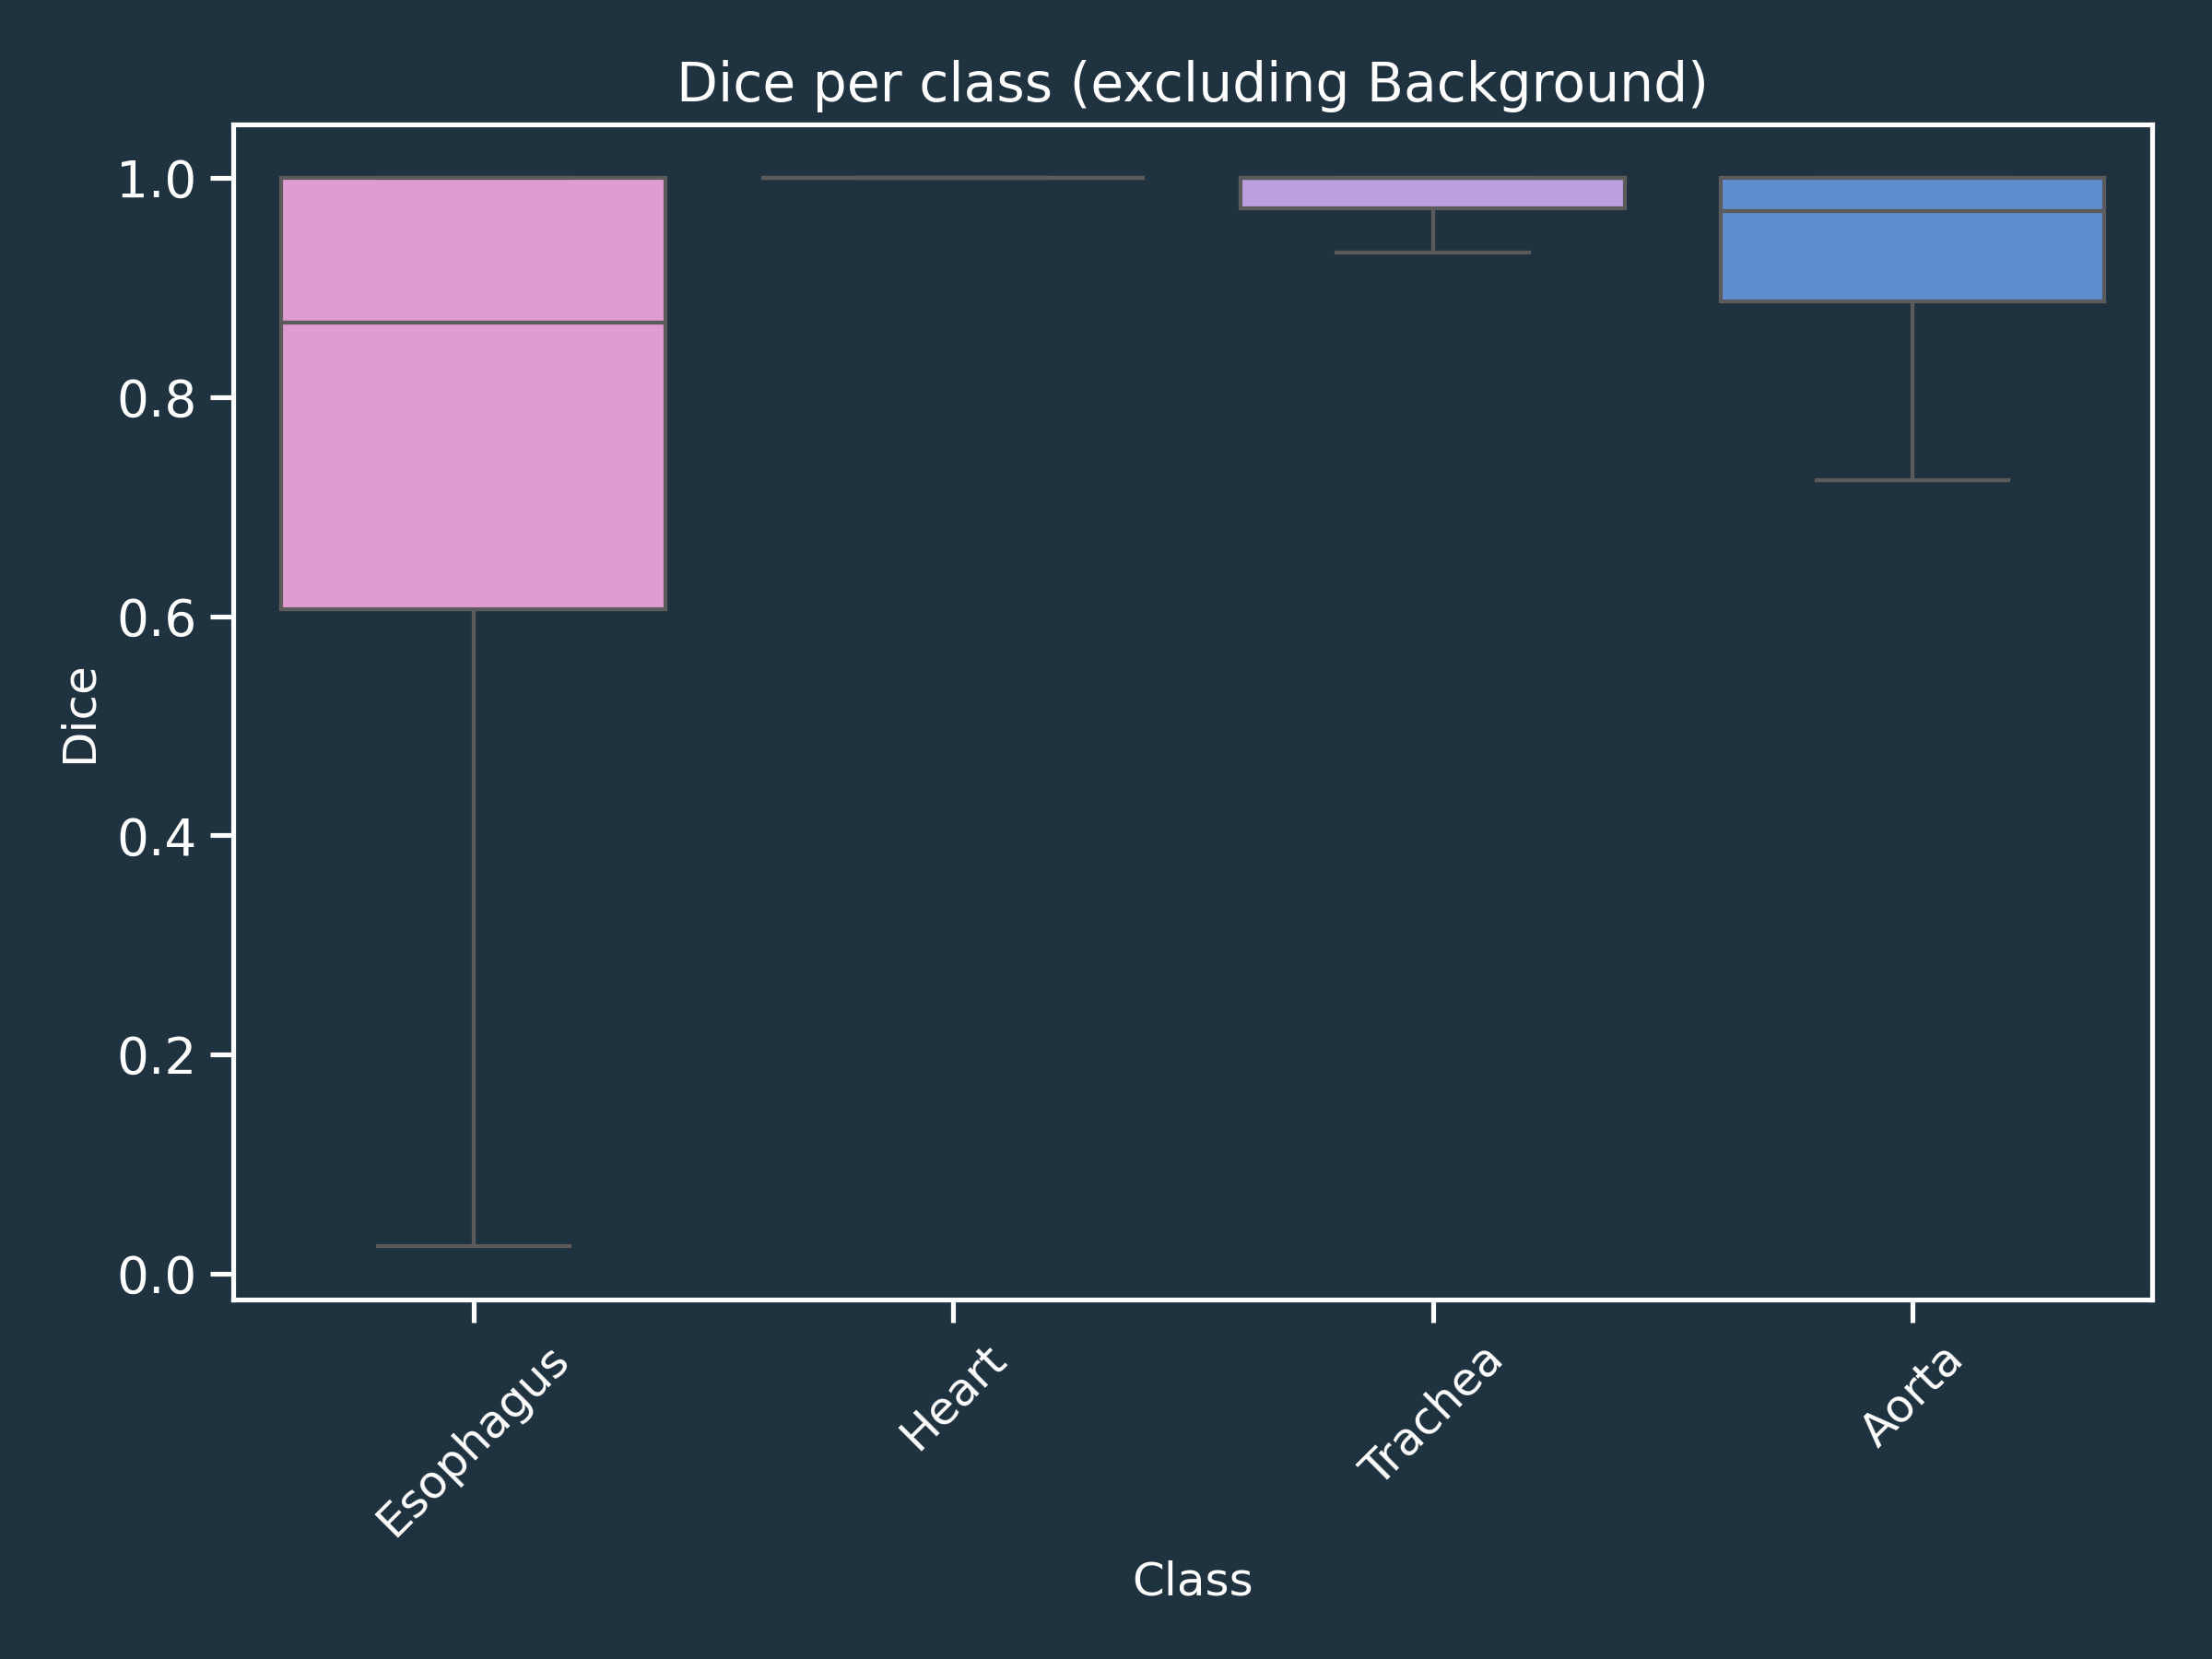 Dice per class (excluding Background)
1.0
0.8
0.6
0.4
0.2
0.0
Dice
Esophagus
Heart
Trachea
Aorta
Class